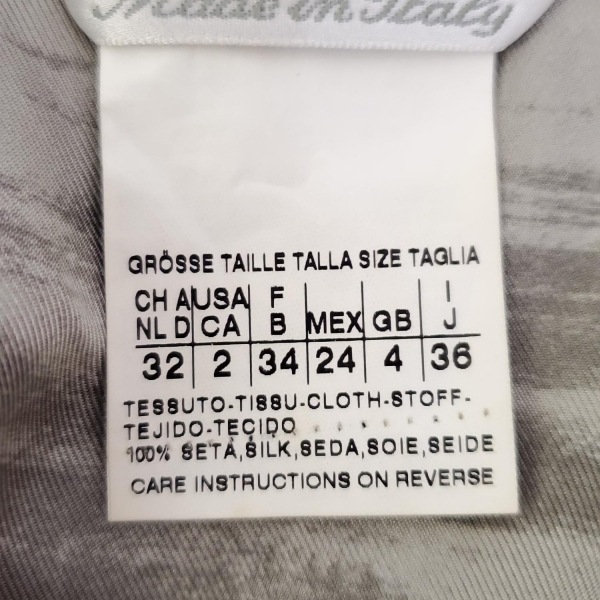 Made in Italy
GRÖSSE TAILLE TALLA SIZE TAGLIA
CH A USA F I
NL D CA B MEX GB J
32 2 34 24 4 36
TESSUTO-TISSU-CLOTH-STOFF-
TEJIDO-TECIDO
100% SETA,SILK,SEDA,SOIE,SEIDE
CARE INSTRUCTIONS ON REVERSE